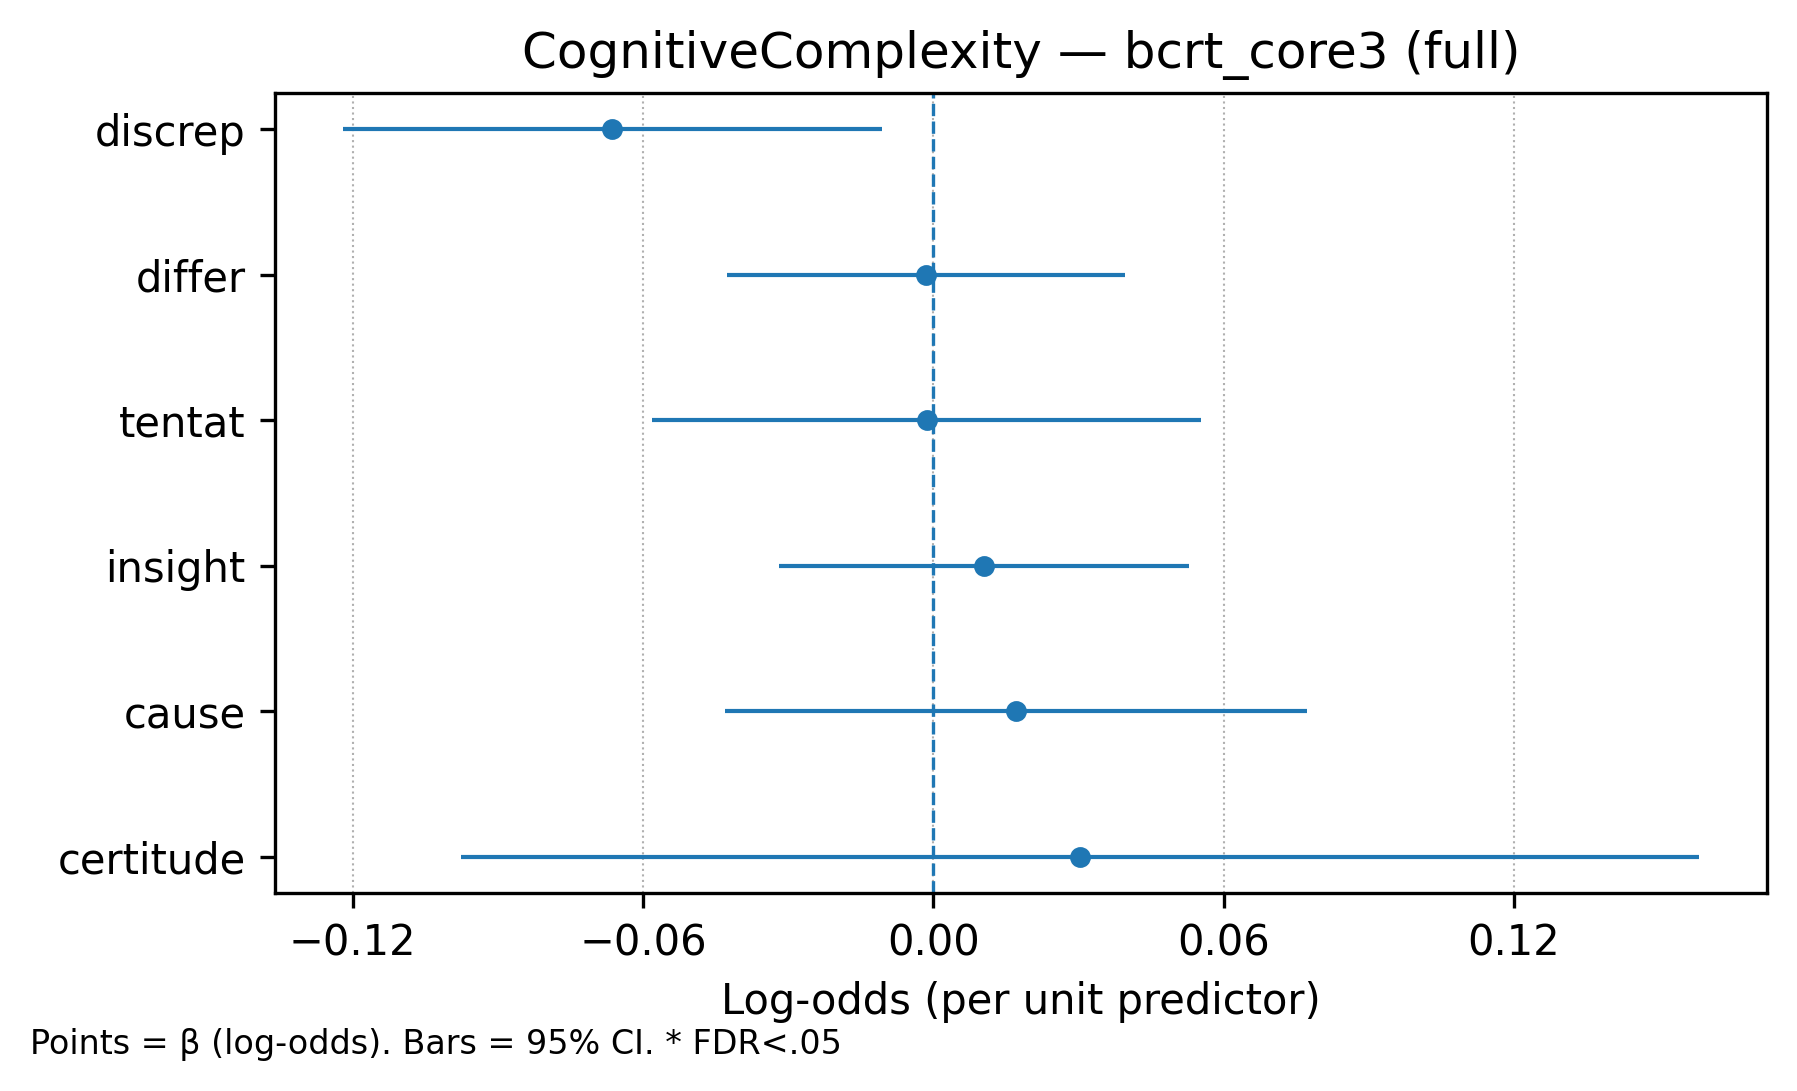 CognitiveComplexity — bcrt_core3 (full)
discrep
differ
tentat
insight
cause
certitude
−0.12 −0.06 0.00 0.06 0.12
Log-odds (per unit predictor)
Points = β (log-odds). Bars = 95% CI. * FDR<.05